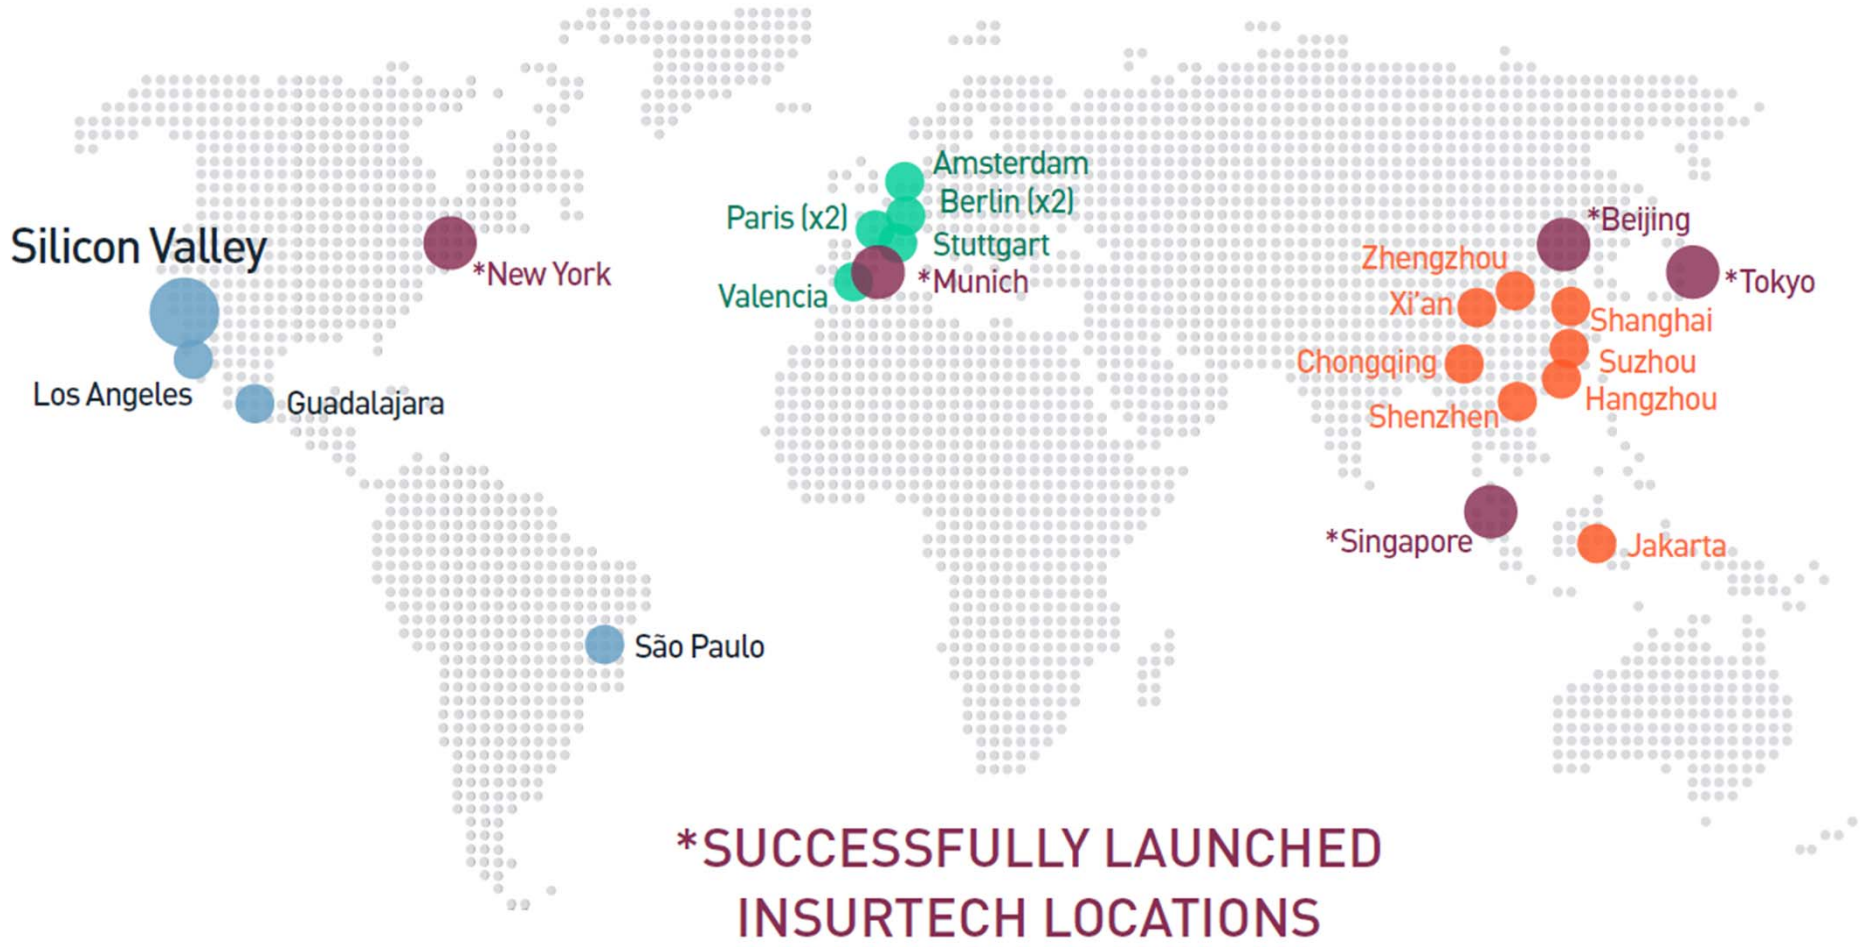 Silicon Valley
*New York
Los Angeles
Guadalajara
São Paulo
Amsterdam
Berlin (x2)
Paris (x2)
Stuttgart
*Munich
Valencia
*Beijing
Zhengzhou
*Tokyo
Xi'an
Shanghai
Chongqing
Suzhou
Hangzhou
Shenzhen
*Singapore
Jakarta
*SUCCESSFULLY LAUNCHED
INSURTECH LOCATIONS